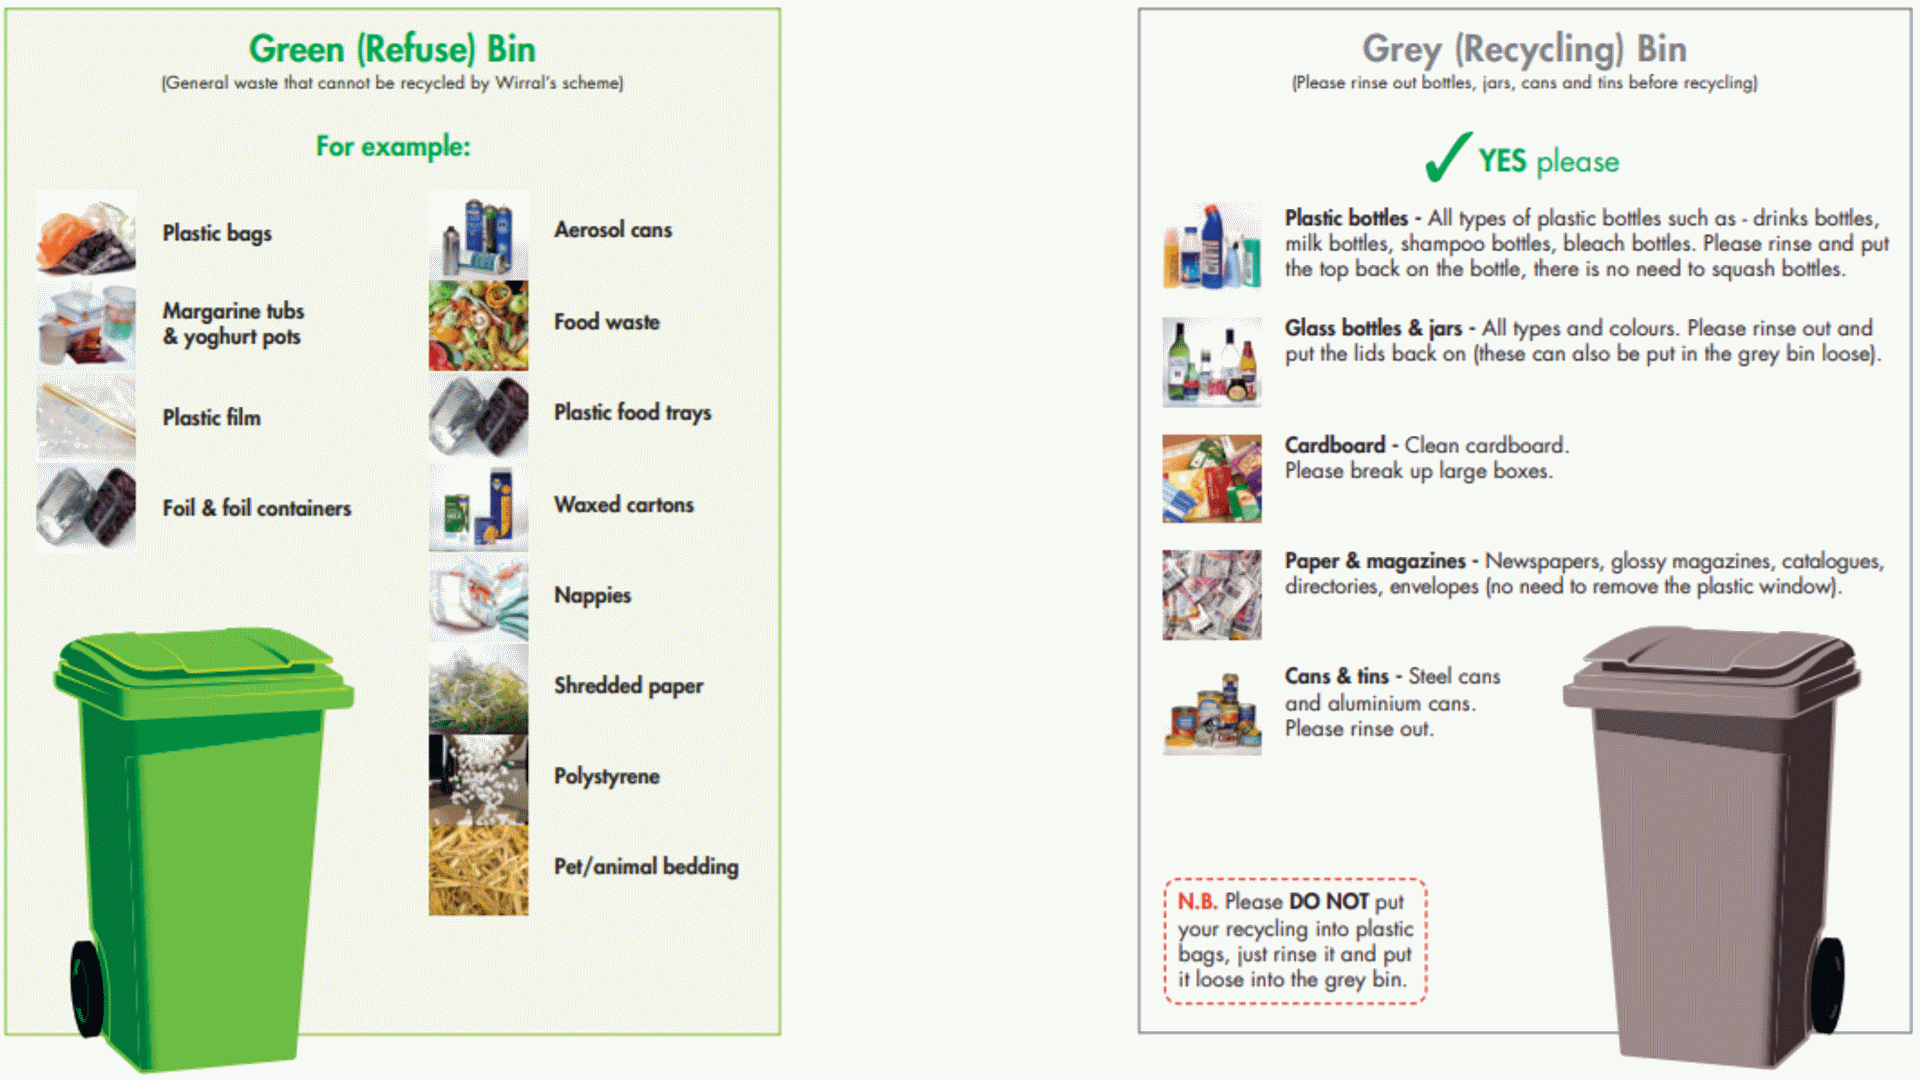 Green (Refuse) Bin
(General waste that cannot be recycled by Wirral's scheme)
For example:
Plastic bags
Margarine tubs
& yoghurt pots
Plastic film
Foil & foil containers
Aerosol cans
Food waste
Plastic food trays
Waxed cartons
Nappies
Shredded paper
Polystyrene
Pet/animal bedding
Grey (Recycling) Bin
(Please rinse out bottles, jars, cans and tins before recycling)
YES please
Plastic bottles - All types of plastic bottles such as - drinks bottles,
milk bottles, shampoo bottles, bleach bottles. Please rinse and put
the top back on the bottle, there is no need to squash bottles.
Glass bottles & jars - All types and colours. Please rinse out and
put the lids back on (these can also be put in the grey bin loose).
Cardboard - Clean cardboard.
Please break up large boxes.
Paper & magazines - Newspapers, glossy magazines, catalogues,
directories, envelopes (no need to remove the plastic window).
Cans & tins - Steel cans
and aluminium cans.
Please rinse out.
N.B. Please DO NOT put
your recycling into plastic
bags, just rinse it and put
it loose into the grey bin.